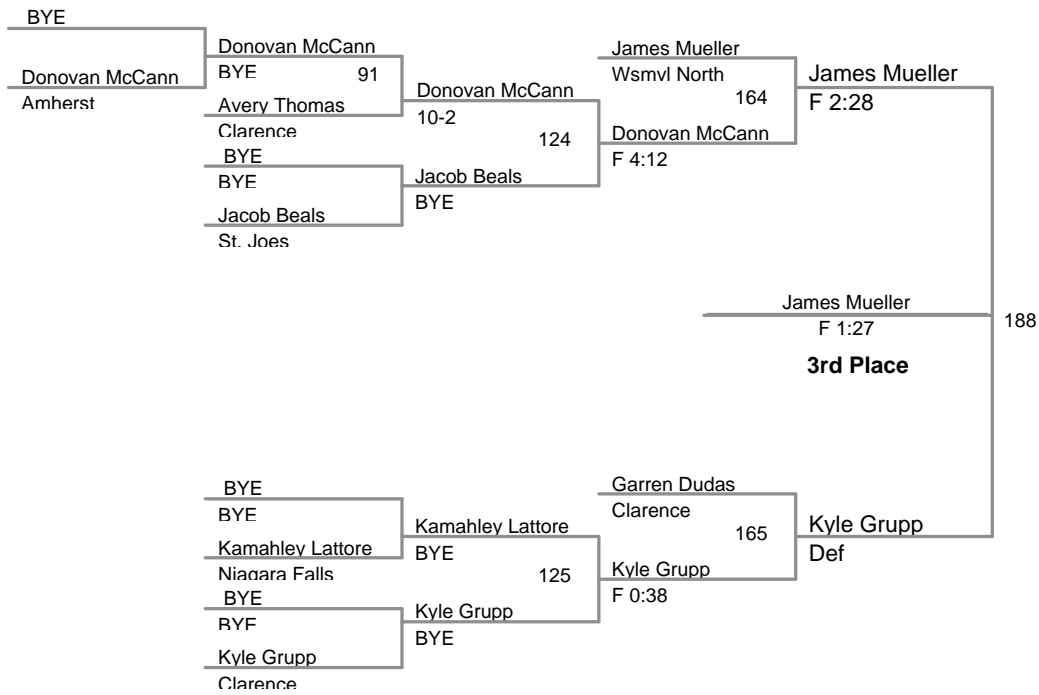 BYE
Donovan McCann
Amherst
Donovan McCann
BYE
91
Avery Thomas
Clarence
BYE
BYE
Jacob Beals
St. Joes
Donovan McCann
10-2
124
Jacob Beals
BYE
James Mueller
Wsmvl North
164
Donovan McCann
F 4:12
James Mueller
F 2:28
James Mueller
F 1:27
3rd Place
188
BYE
BYE
Kamahley Lattore
Niagara Falls
BYE
BYE
Kyle Grupp
Clarence
Kamahley Lattore
BYE
125
Kyle Grupp
BYE
Garren Dudas
Clarence
165
Kyle Grupp
F 0:38
Kyle Grupp
Def